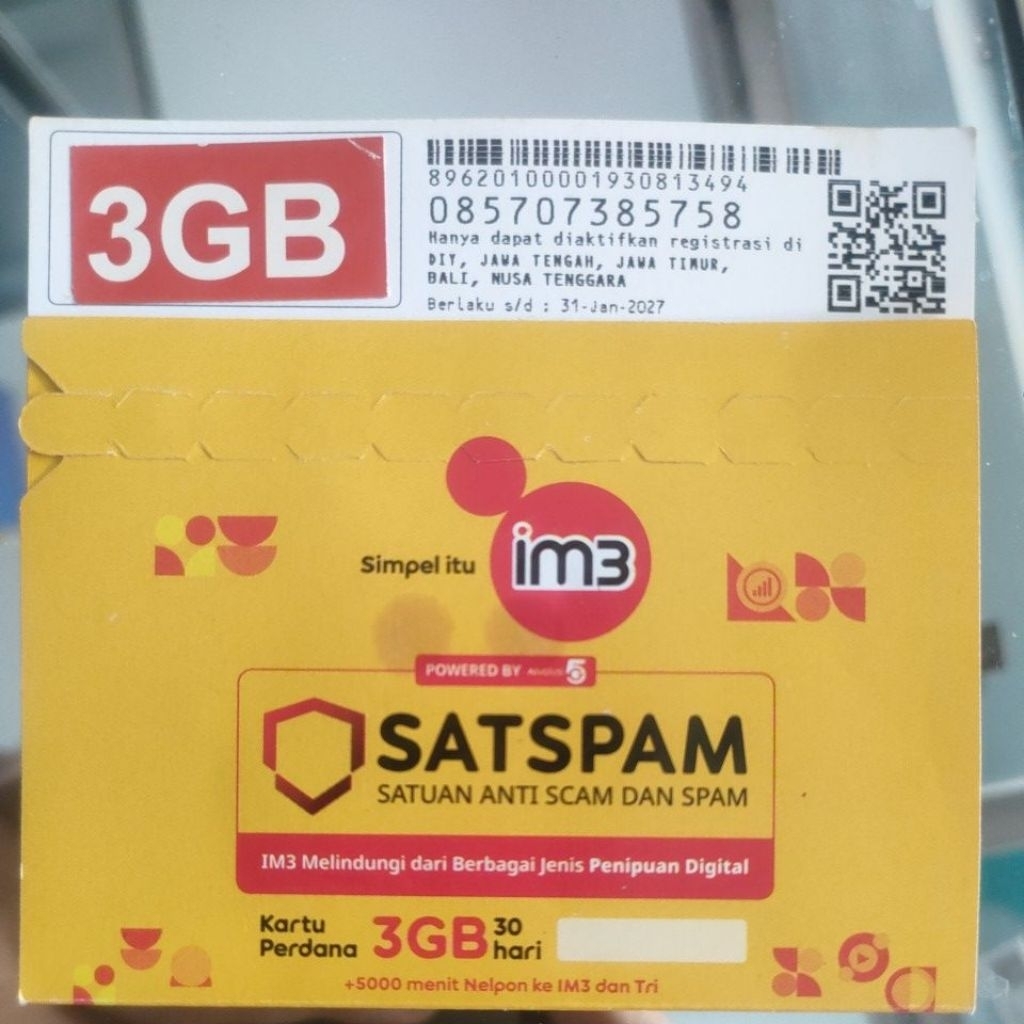 3GB
8962010000193081349​4
085707385758
Hanya dapat diaktifkan registrasi di
DIY, JAWA TENGAH, JAWA TIMUR,
BALI, NUSA TENGGARA
Berlaku s/d : 31-Jan-2027
Simpel itu im3
POWERED BY 5
SATSPAM
SATUAN ANTI SCAM DAN SPAM
IM3 Melindungi dari Berbagai Jenis Penipuan Digital
Kartu Perdana 3GB 30 hari
+5000 menit Nelpon ke IM3 dan Tri